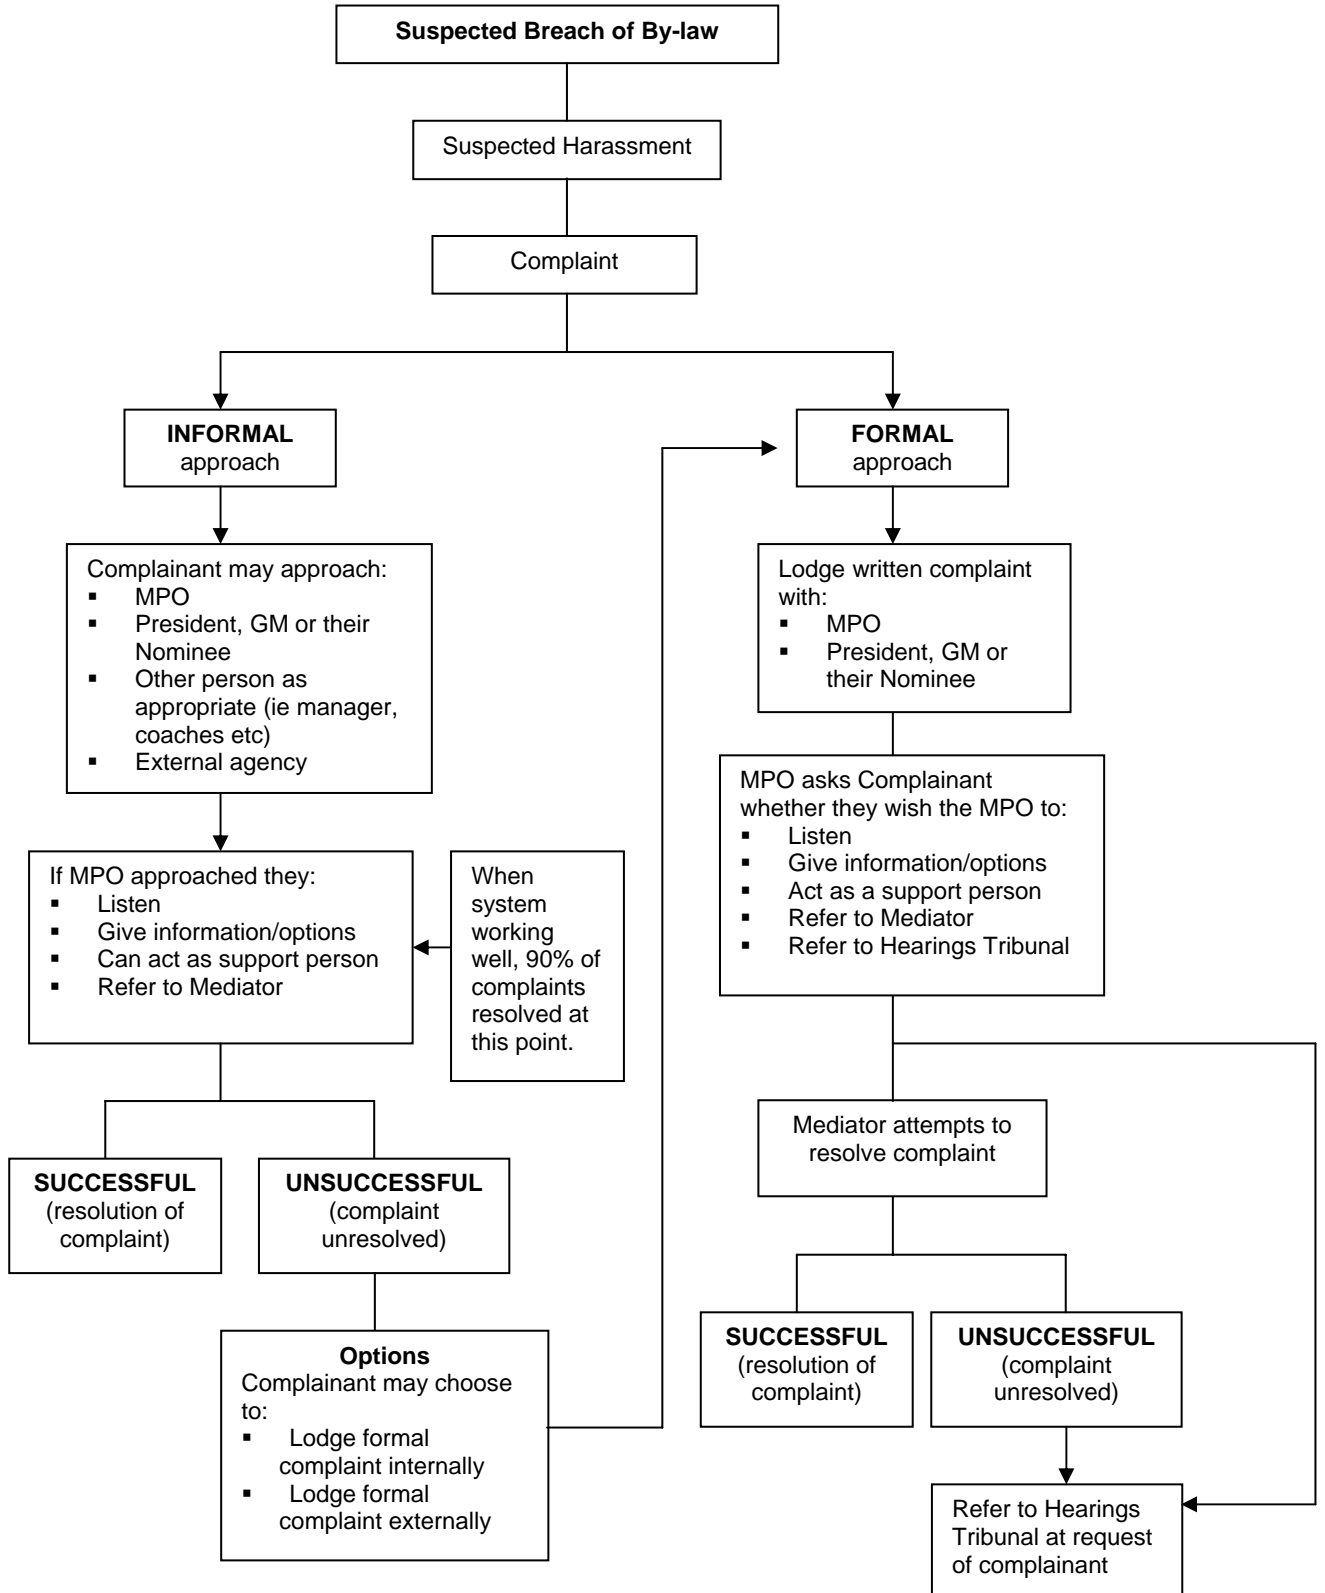 Suspected Breach of By-law
Suspected Harassment
Complaint
INFORMAL
approach
Complainant may approach:
▪ MPO
▪ President, GM or their
Nominee
▪ Other person as
appropriate (ie manager,
coaches etc)
▪ External agency
If MPO approached they:
▪ Listen
▪ Give information/options
▪ Can act as support person
▪ Refer to Mediator
When
system
working
well, 90% of
complaints
resolved at
this point.
SUCCESSFUL
(resolution of
complaint)
UNSUCCESSFUL
(complaint
unresolved)
Options
Complainant may choose
to:
▪ Lodge formal
complaint internally
▪ Lodge formal
complaint externally
FORMAL
approach
Lodge written complaint
with:
▪ MPO
▪ President, GM or
their Nominee
MPO asks Complainant
whether they wish the MPO to:
▪ Listen
▪ Give information/options
▪ Act as a support person
▪ Refer to Mediator
▪ Refer to Hearings Tribunal
Mediator attempts to
resolve complaint
SUCCESSFUL
(resolution of
complaint)
UNSUCCESSFUL
(complaint
unresolved)
Refer to Hearings
Tribunal at request
of complainant